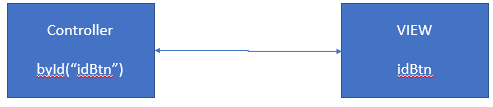 Controller
byId(“idBtn”)
VIEW
idBtn